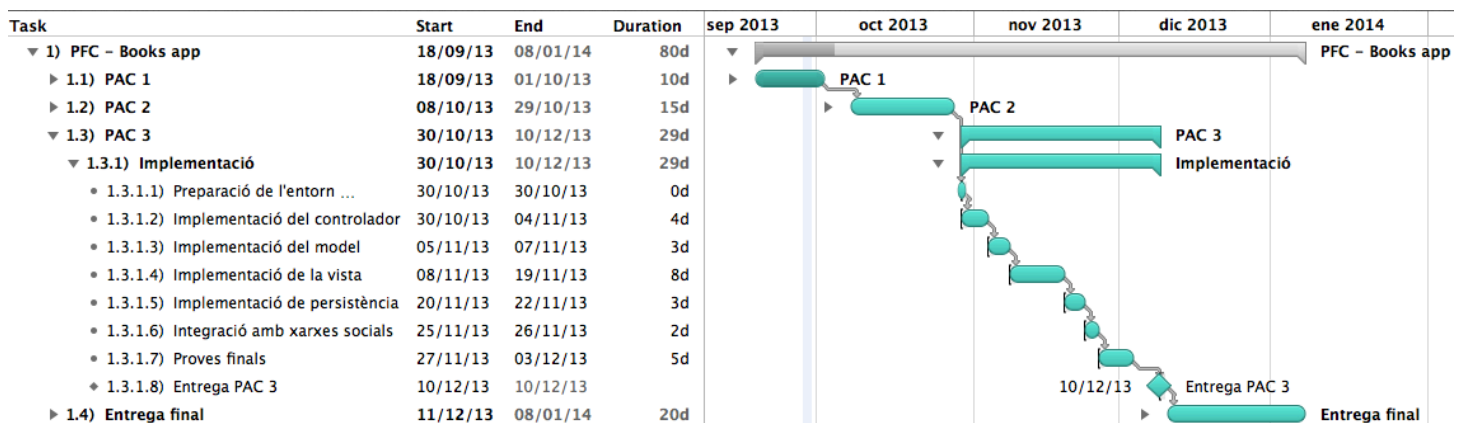 Task Start End Duration sep 2013 oct 2013 nov 2013 dic 2013 ene 2014
1) PFC – Books app 18/09/13 08/01/14 80d PFC – Books app
1.1) PAC 1 18/09/13 01/10/13 10d PAC 1
1.2) PAC 2 08/10/13 29/10/13 15d PAC 2
1.3) PAC 3 30/10/13 10/12/13 29d PAC 3
1.3.1) Implementació 30/10/13 10/12/13 29d Implementació
1.3.1.1) Preparació de l'entorn ... 30/10/13 30/10/13 0d
1.3.1.2) Implementació del controlador 30/10/13 04/11/13 4d
1.3.1.3) Implementació del model 05/11/13 07/11/13 3d
1.3.1.4) Implementació de la vista 08/11/13 19/11/13 8d
1.3.1.5) Implementació de persistència 20/11/13 22/11/13 3d
1.3.1.6) Integració amb xarxes socials 25/11/13 26/11/13 2d
1.3.1.7) Proves finals 27/11/13 03/12/13 5d
1.3.1.8) Entrega PAC 3 10/12/13 10/12/13 10/12/13 Entrega PAC 3
1.4) Entrega final 11/12/13 08/01/14 20d Entrega final